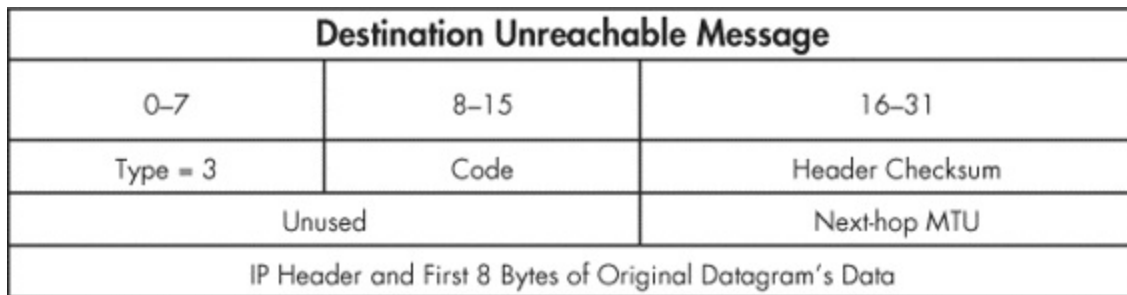 Destination Unreachable Message
0–7 8–15 16–31
Type = 3 Code Header Checksum
Unused Next-hop MTU
IP Header and First 8 Bytes of Original Datagram's Data